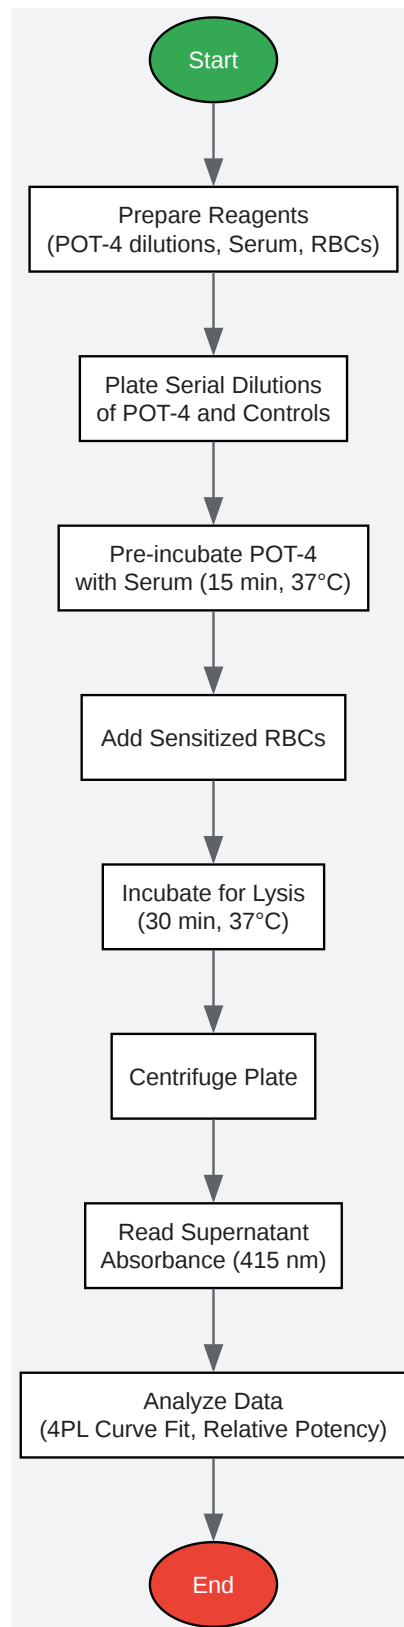 Start
Prepare Reagents
(POT-4 dilutions, Serum, RBCs)
Plate Serial Dilutions
of POT-4 and Controls
Pre-incubate POT-4
with Serum (15 min, 37°C)
Add Sensitized RBCs
Incubate for Lysis
(30 min, 37°C)
Centrifuge Plate
Read Supernatant
Absorbance (415 nm)
Analyze Data
(4PL Curve Fit, Relative Potency)
End